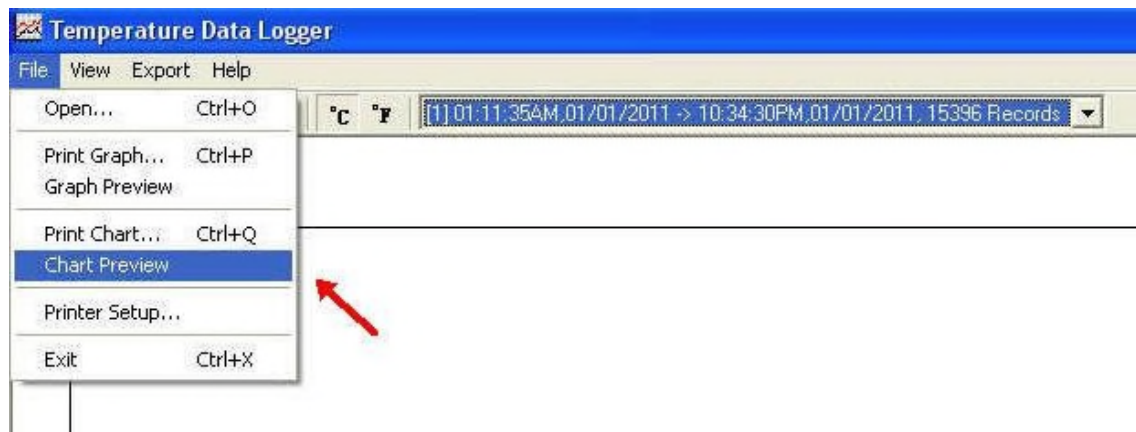 Temperature Data Logger
File View Export Help
°C °F [1] 01:11:35AM,01/01/2011 -> 10:34:30PM,01/01/2011, 15396 Records
Open... Ctrl+O
Print Graph... Ctrl+P
Graph Preview
Print Chart... Ctrl+Q
Chart Preview
Printer Setup...
Exit Ctrl+X